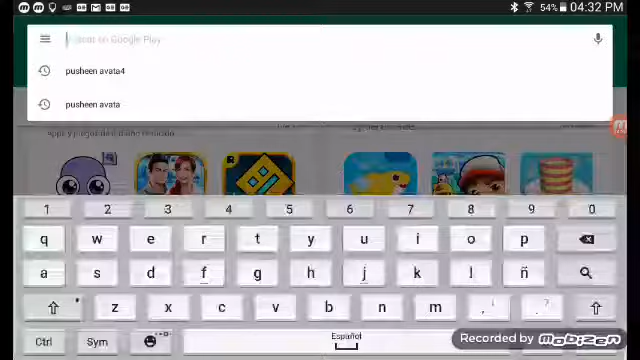 54% 04:32 PM
Buscar en Google Play
pusheen avata4
pusheen avata
R
1 2 3 4 5 6 7 8 9 0
q w e r t y u i o p
a s d f g h j k l ñ
z x c v b n m , .
Ctrl Sym Español
Recorded by mobizen